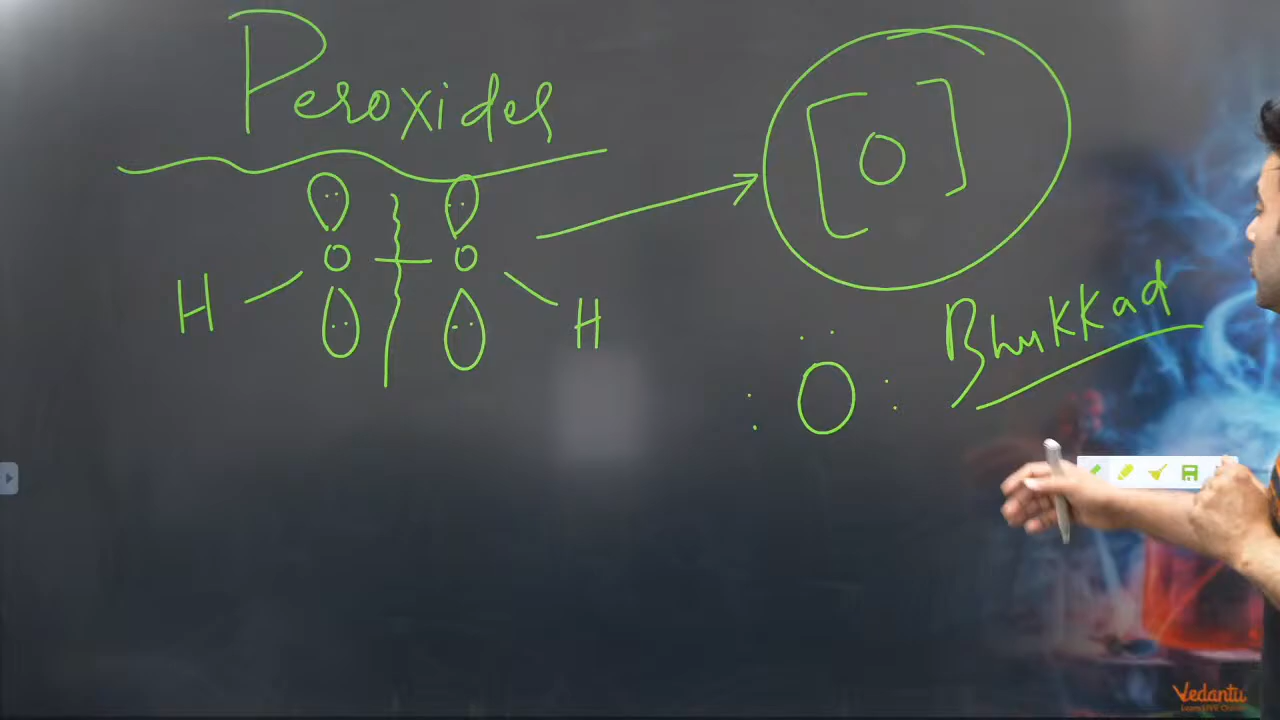 Peroxides
[O]
O O
H H
Bhukkad
:O:
Vedantu